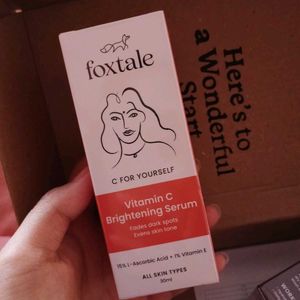 foxtale
C·FOR YOURSELF
Vitamin C
Brightening Serum
Fades dark spots
Evens skin tone
15% L-Ascorbic Acid + 1% Vitamin E
ALL SKIN TYPES
30ml
Here's to
a Wonderful
Start